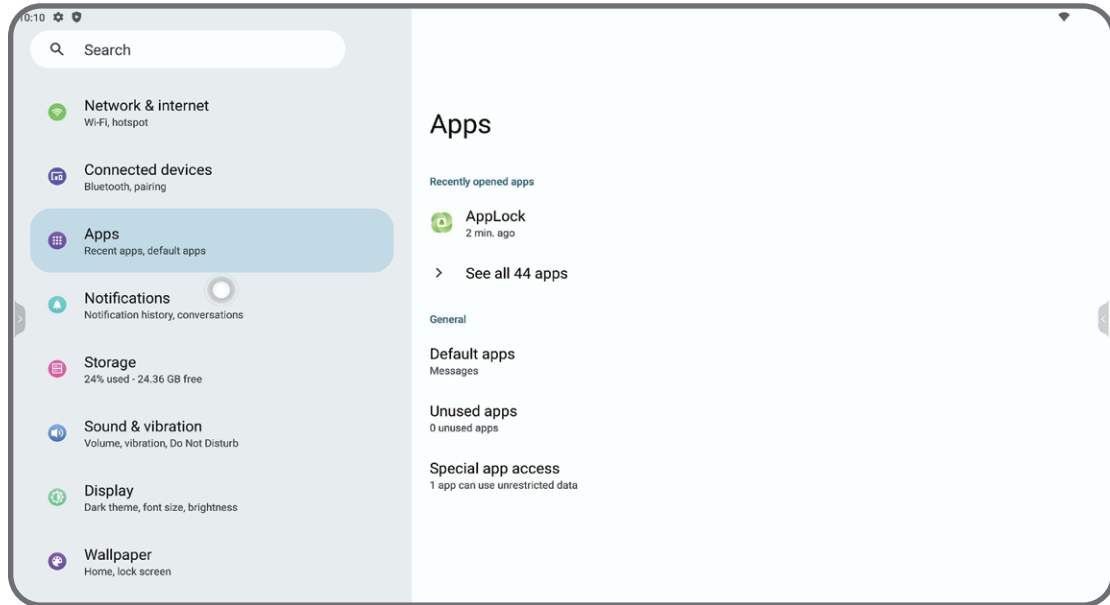 10:10
Search
Network & internet
Wi-Fi, hotspot
Connected devices
Bluetooth, pairing
Apps
Recent apps, default apps
Notifications
Notification history, conversations
Storage
24% used - 24.36 GB free
Sound & vibration
Volume, vibration, Do Not Disturb
Display
Dark theme, font size, brightness
Wallpaper
Home, lock screen
Apps
Recently opened apps
AppLock
2 min. ago
See all 44 apps
General
Default apps
Messages
Unused apps
0 unused apps
Special app access
1 app can use unrestricted data